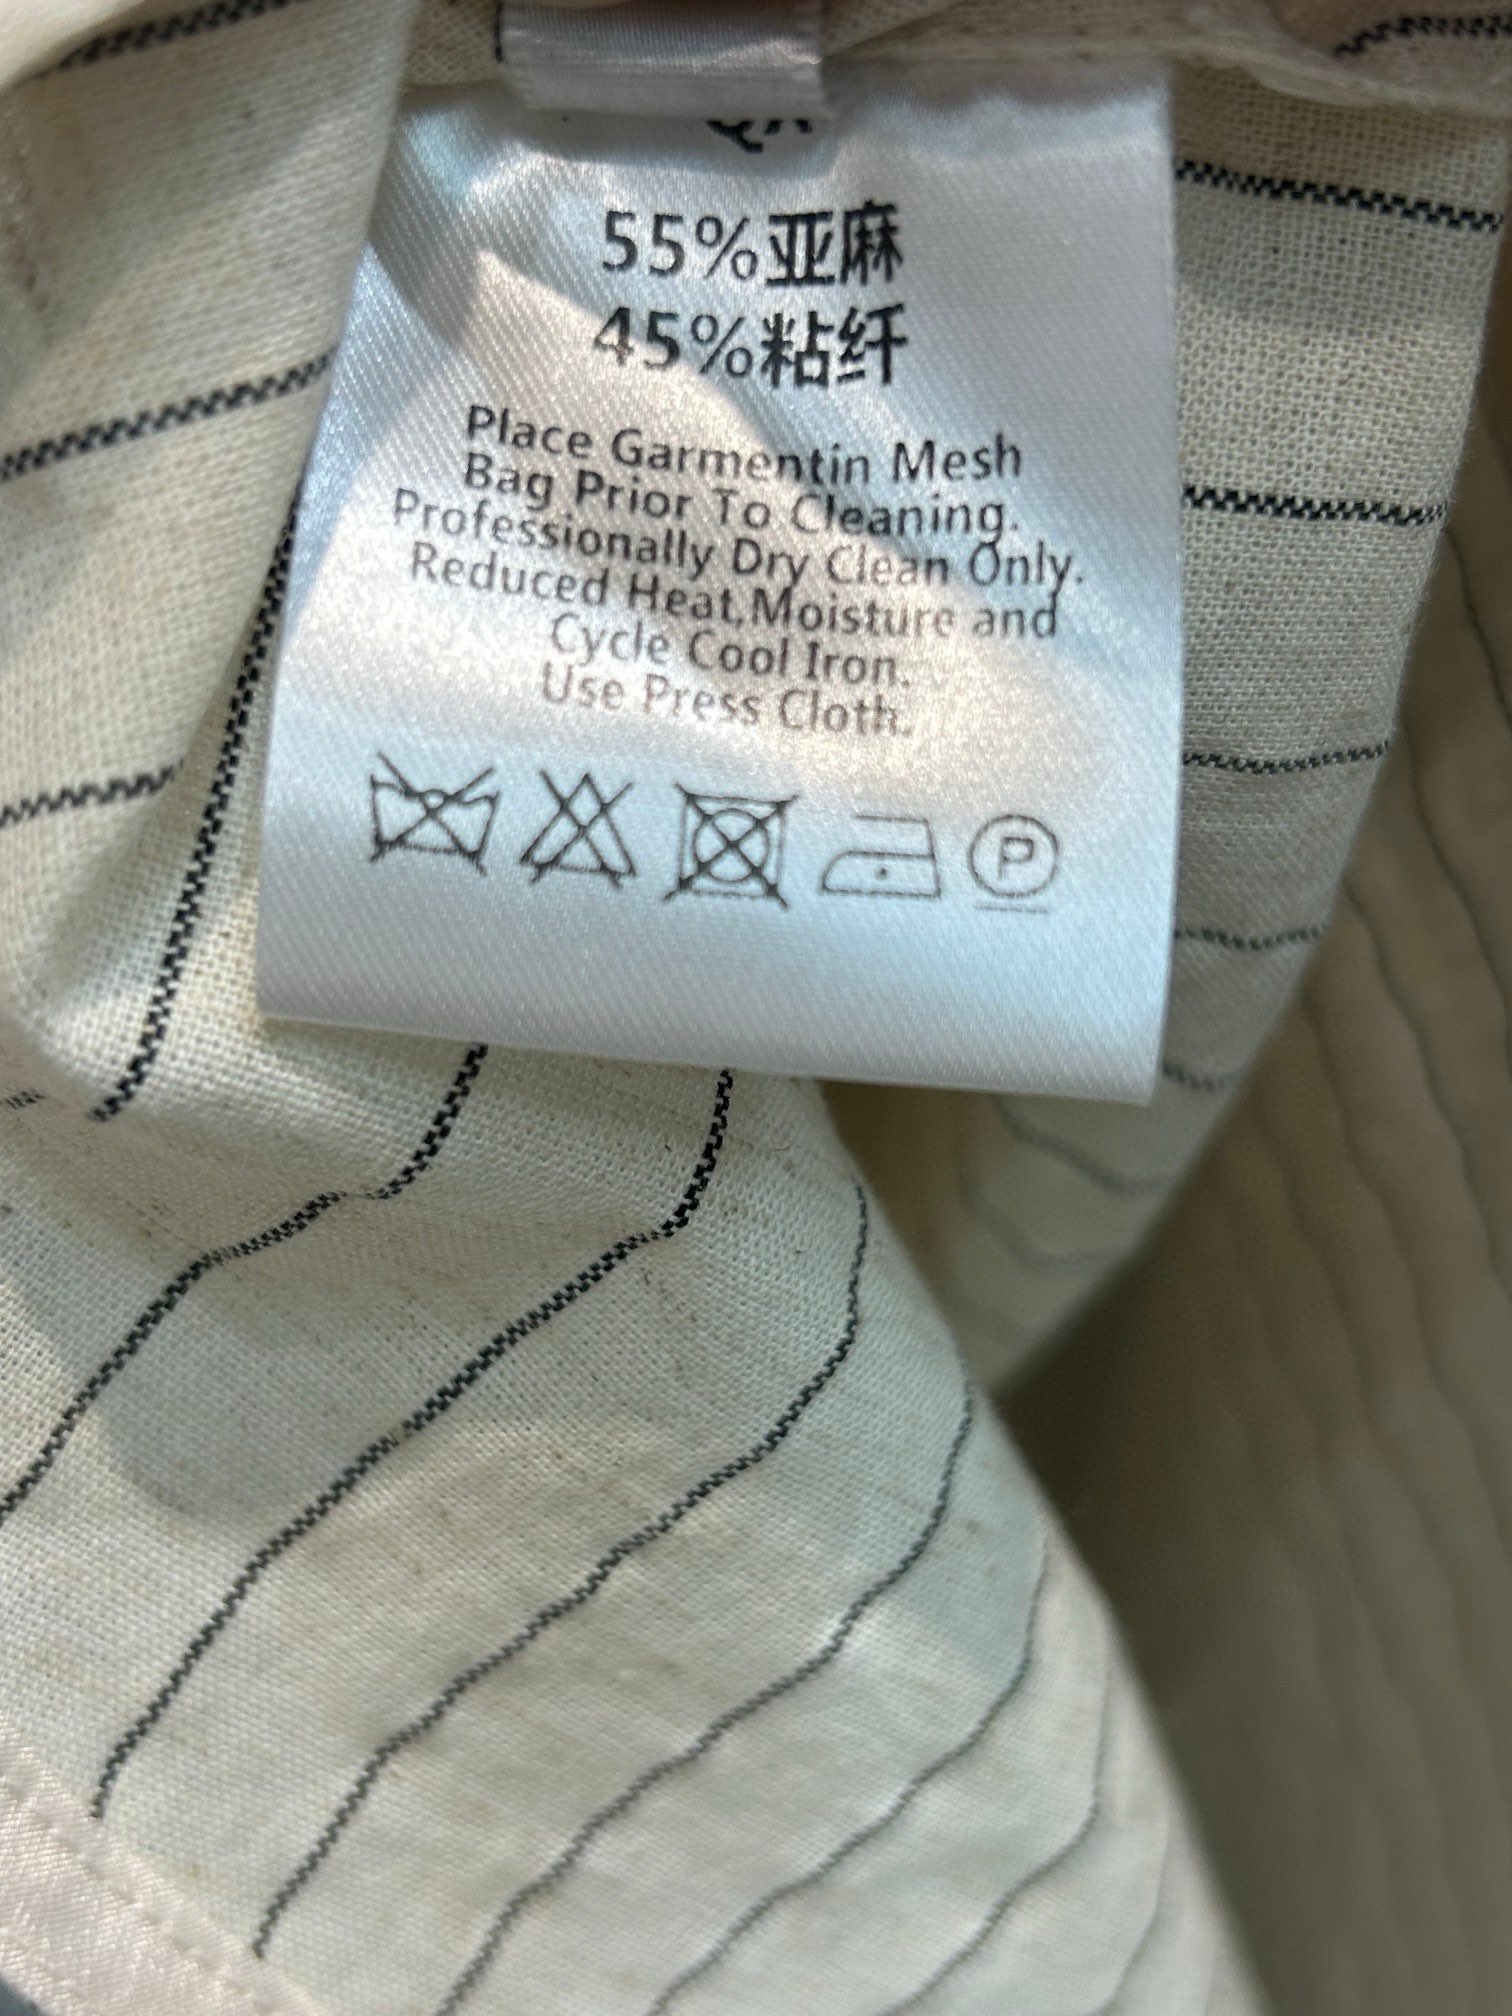 55%亚麻
45%粘纤
Place Garmentin Mesh
Bag Prior To Cleaning.
Professionally Dry Clean Only.
Reduced Heat,Moisture and
Cycle Cool Iron.
Use Press Cloth.
P